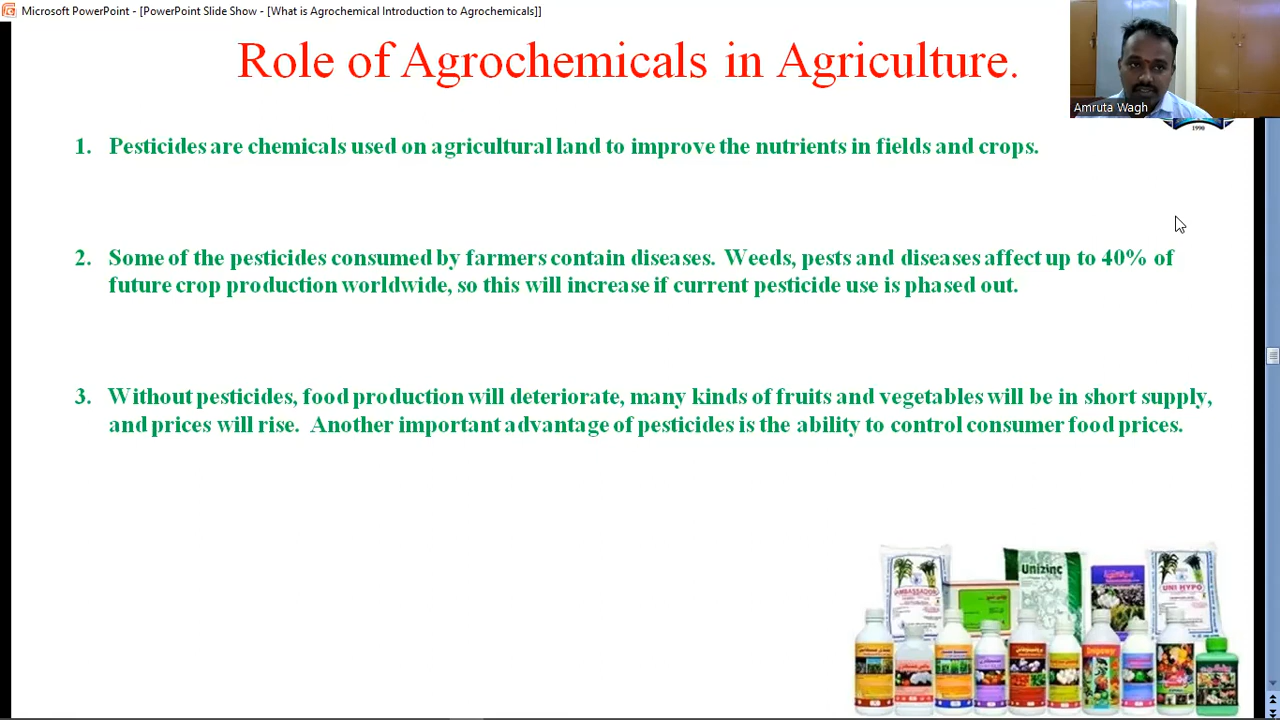 Microsoft PowerPoint - [PowerPoint Slide Show - [What is Agrochemical Introduction to Agrochemicals]]
Role of Agrochemicals in Agriculture.
Amruta Wagh
1990
1. Pesticides are chemicals used on agricultural land to improve the nutrients in fields and crops.
2. Some of the pesticides consumed by farmers contain diseases. Weeds, pests and diseases affect up to 40% of
future crop production worldwide, so this will increase if current pesticide use is phased out.
3. Without pesticides, food production will deteriorate, many kinds of fruits and vegetables will be in short supply,
and prices will rise. Another important advantage of pesticides is the ability to control consumer food prices.
Unizinc
AMBASSADOR
UNI HYPO